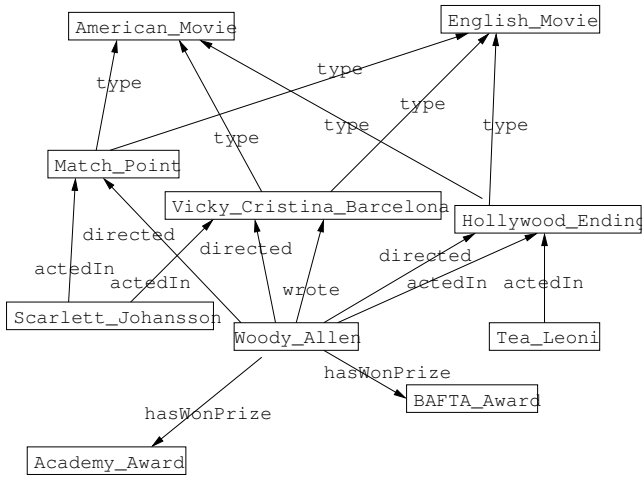 American_Movie
English_Movie
type
type
type
type
type
type
Match_Point
Vicky_Cristina_Barcelona
Hollywood_Ending
directed
directed
directed
actedIn
actedIn
wrote
actedIn
actedIn
Scarlett_Johansson
Woody_Allen
Tea_Leoni
hasWonPrize
BAFTA_Award
hasWonPrize
Academy_Award